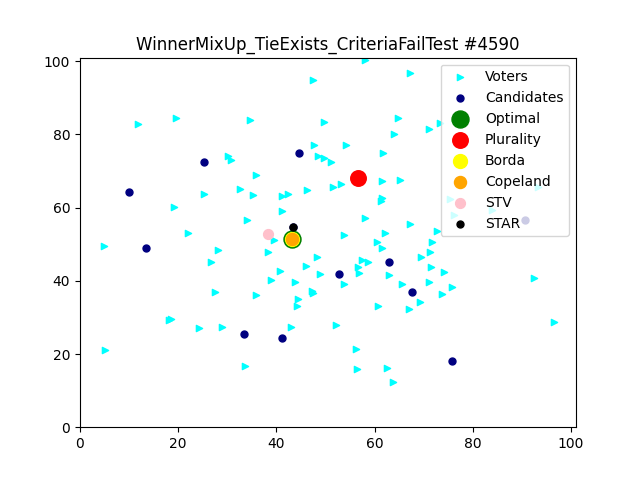 WinnerMixUp_TieExists_CriteriaFailTest #4590
100
80
60
40
20
0
0
20
40
60
80
100
Voters
Candidates
Optimal
Plurality
Borda
Copeland
STV
STAR